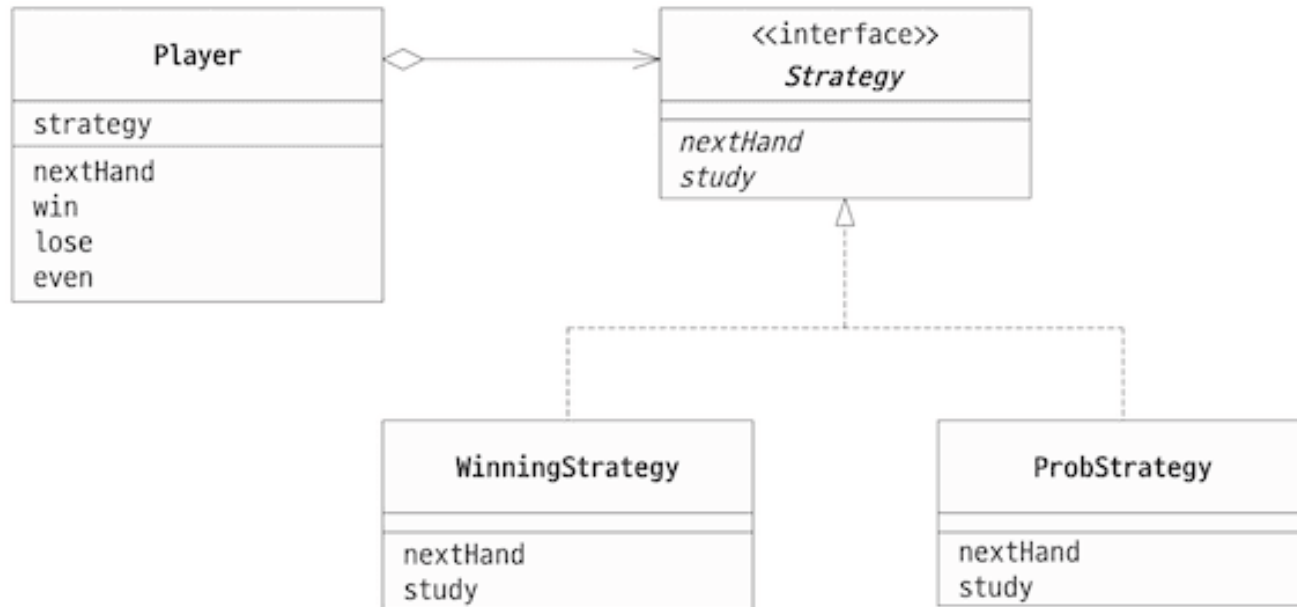 Player
strategy
nextHand
win
lose
even
<<interface>>
Strategy
nextHand
study
WinningStrategy
nextHand
study
ProbStrategy
nextHand
study